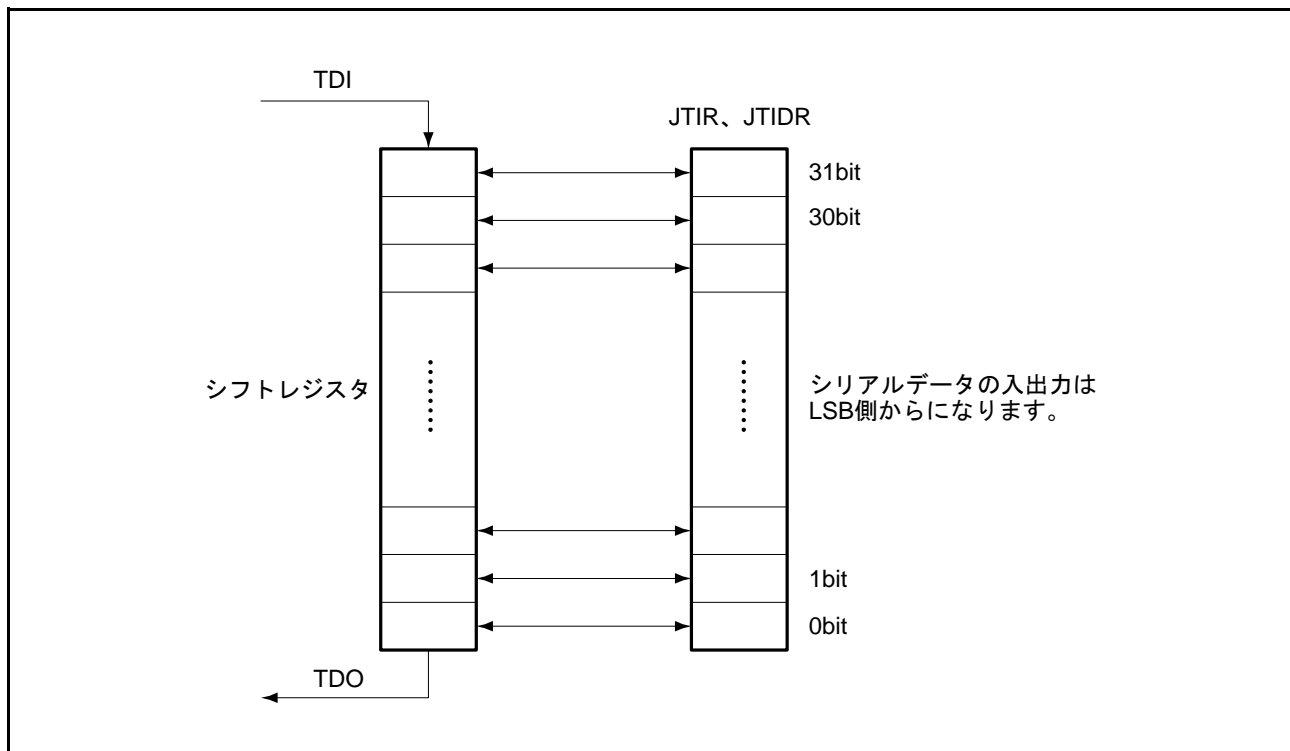 TDI
JTIR、JTIDR
31bit
30bit
シフトレジスタ
シリアルデータの入出力は
LSB側からになります。
1bit
0bit
TDO